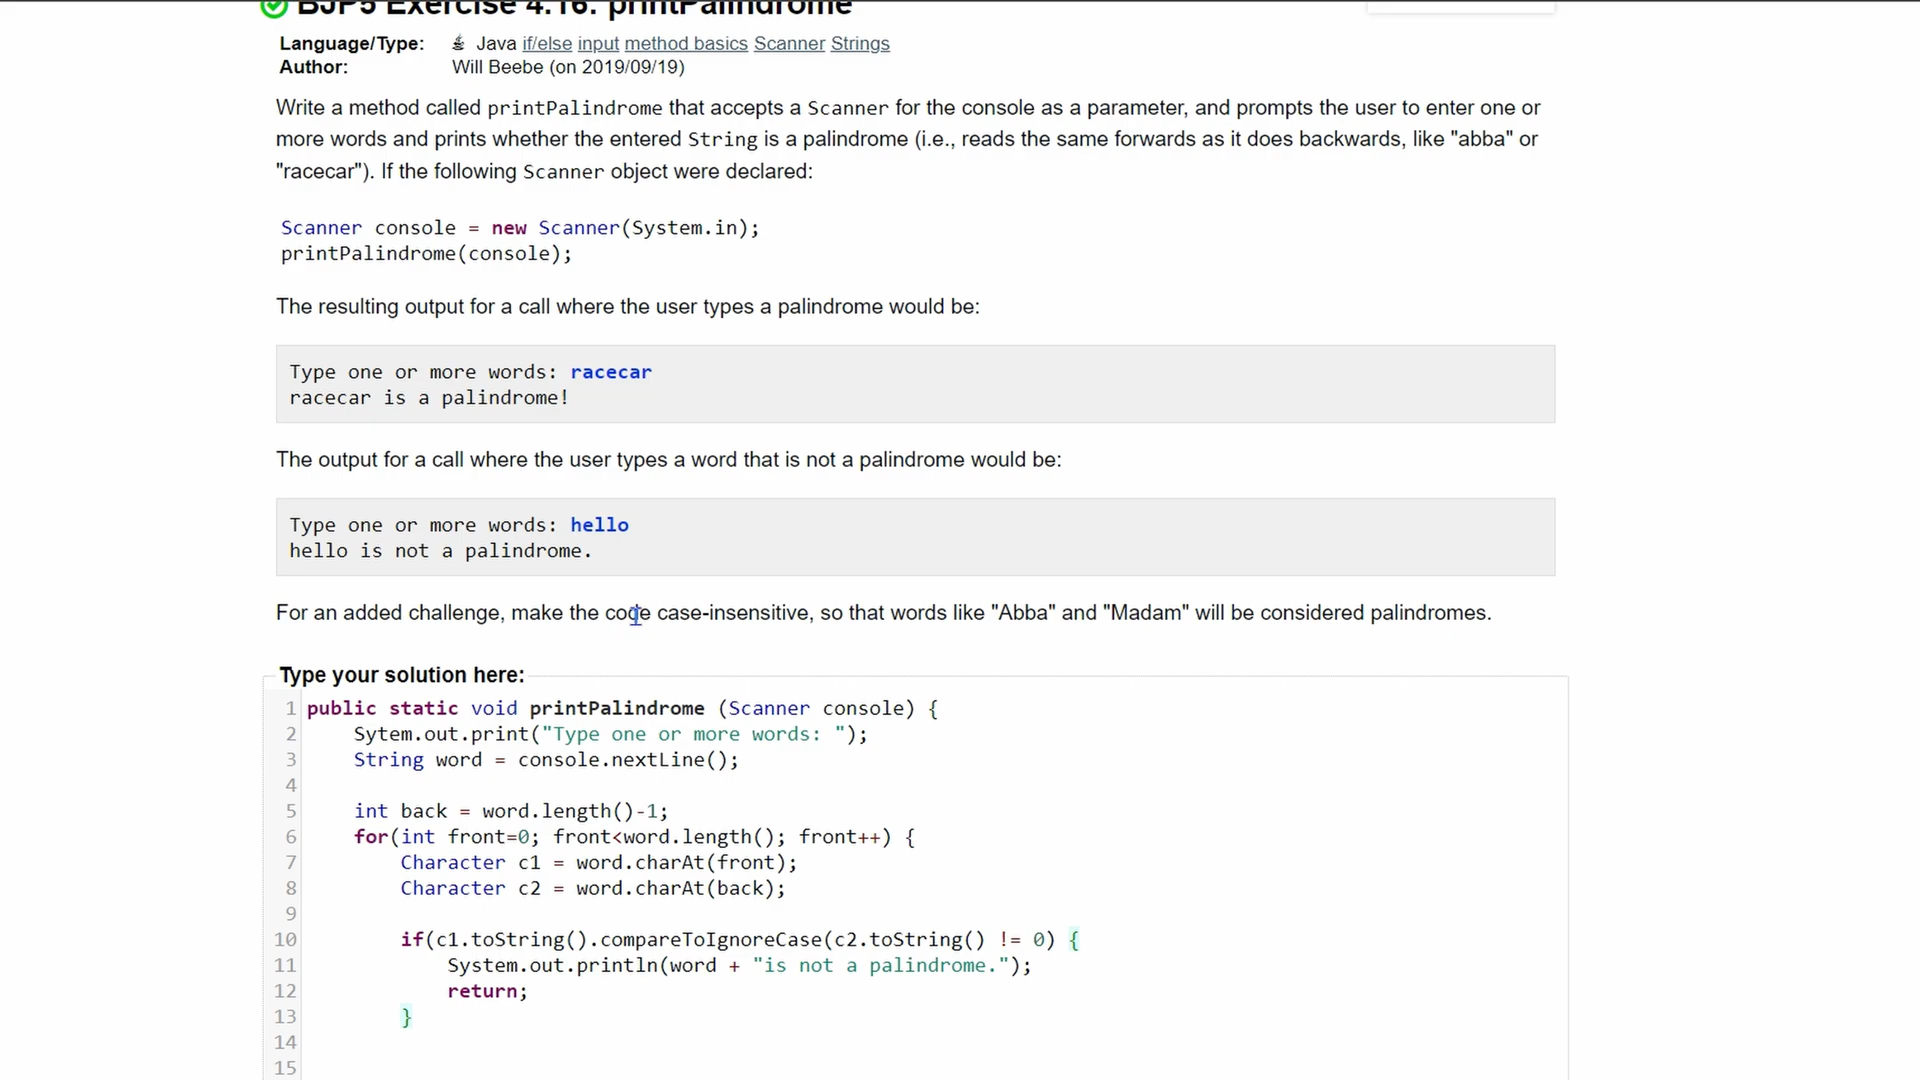 BJP5 Exercise 4.16: printPalindrome
Language/Type: Java if/else input method basics Scanner Strings
Author: Will Beebe (on 2019/09/19)
Write a method called printPalindrome that accepts a Scanner for the console as a parameter, and prompts the user to enter one or
more words and prints whether the entered String is a palindrome (i.e., reads the same forwards as it does backwards, like "abba" or
"racecar"). If the following Scanner object were declared:
Scanner console = new Scanner(System.in);
printPalindrome(console);
The resulting output for a call where the user types a palindrome would be:
Type one or more words: racecar
racecar is a palindrome!
The output for a call where the user types a word that is not a palindrome would be:
Type one or more words: hello
hello is not a palindrome.
For an added challenge, make the code case-insensitive, so that words like "Abba" and "Madam" will be considered palindromes.
Type your solution here:
1 public static void printPalindrome (Scanner console) {
2 Sytem.out.print("Type one or more words: ");
3 String word = console.nextLine();
4
5 int back = word.length()-1;
6 for(int front=0; front<word.length(); front++) {
7 Character c1 = word.charAt(front);
8 Character c2 = word.charAt(back);
9
10 if(c1.toString().compareToIgnoreCase(c2.toString() != 0) {
11 System.out.println(word + "is not a palindrome.");
12 return;
13 }
14
15